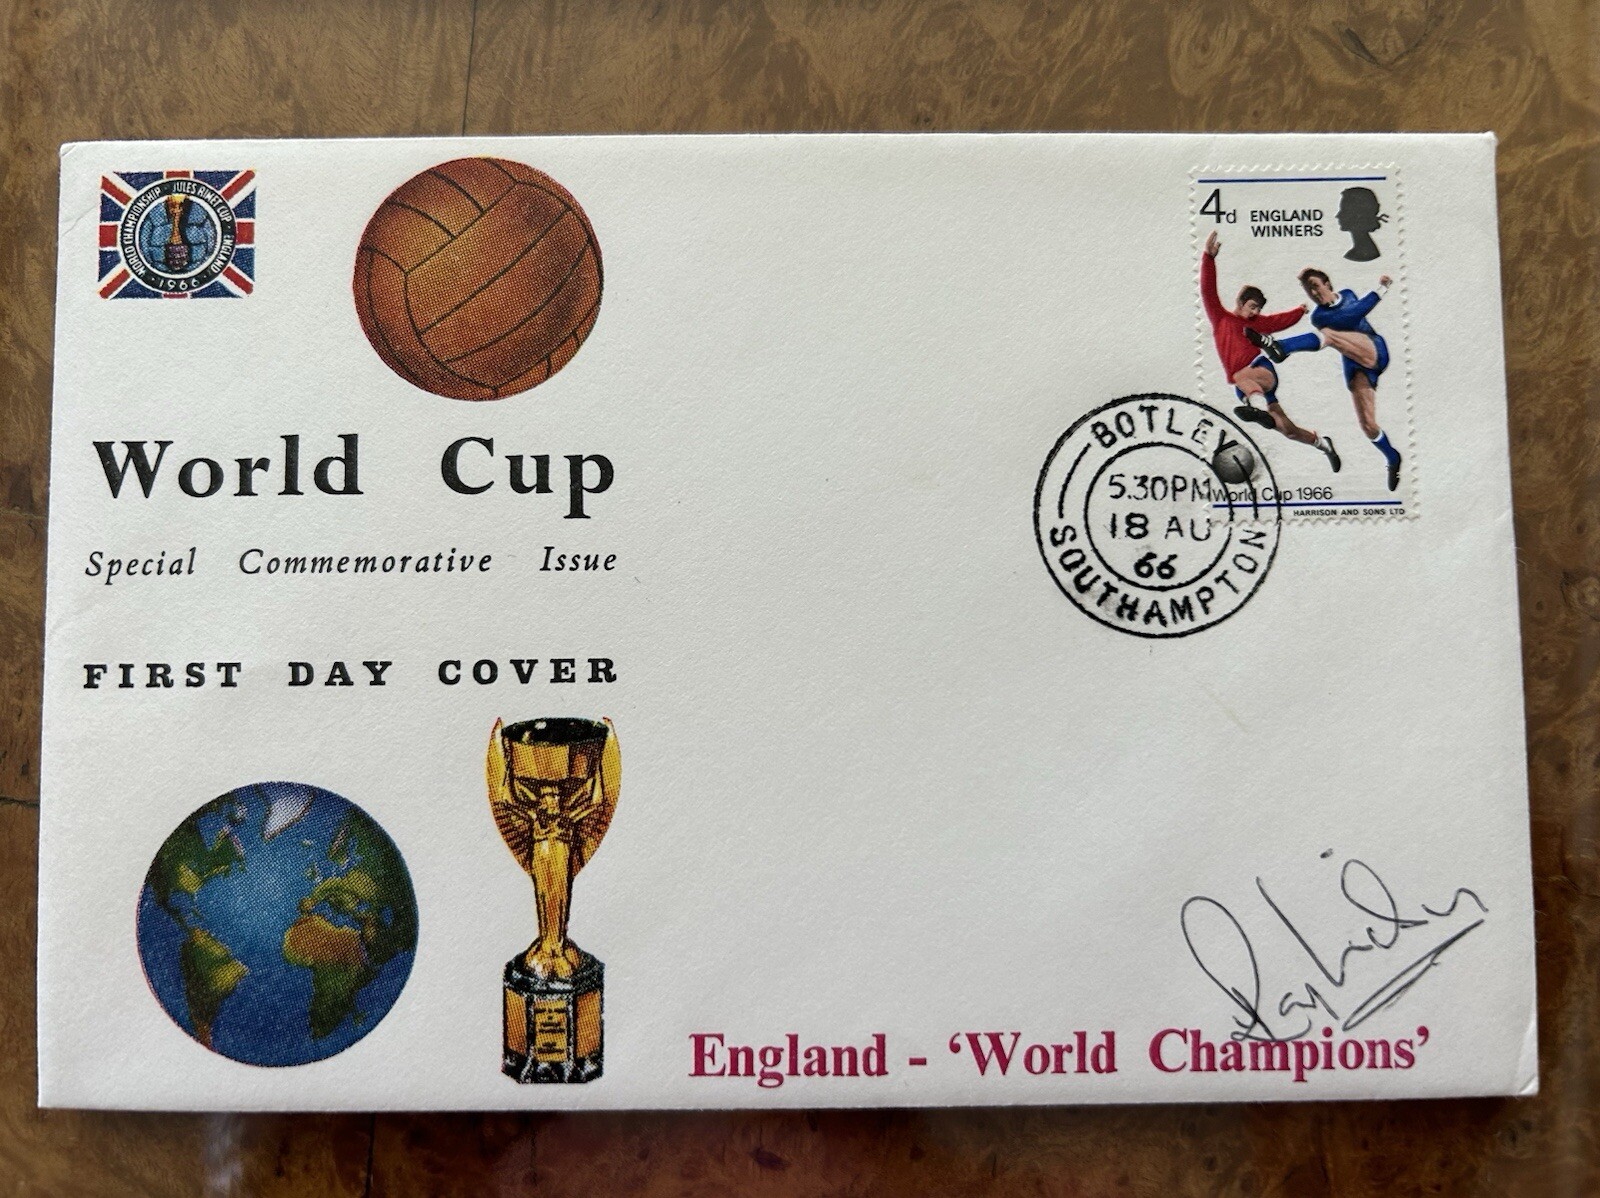 WORLD CHAMPIONSHIP · JULES RIMET CUP · ENGLAND
· 1966 ·
World Cup
Special Commemorative Issue
FIRST DAY COVER
4d ENGLAND
WINNERS
World Cup 1966
HARRISON AND SONS LTD
BOTLEY
5.30PM
18 AU
66
SOUTHAMPTON
England - 'World Champions'